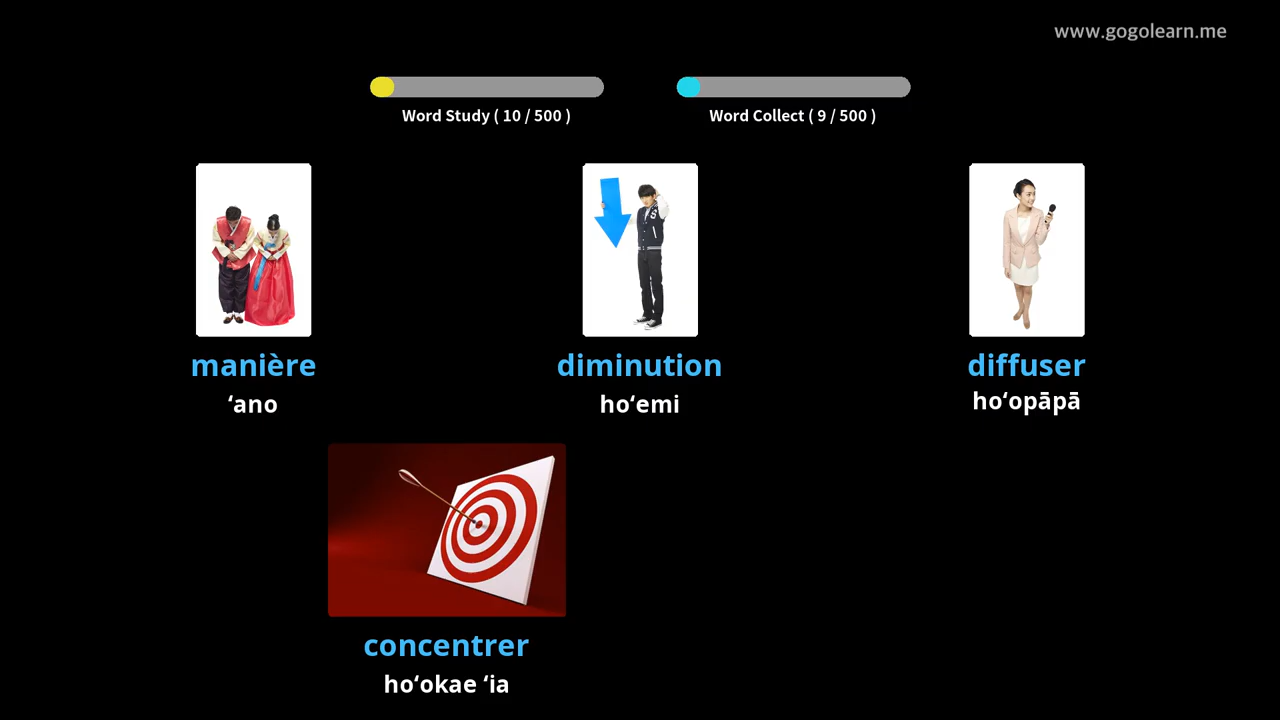 www.gogolearn.me
Word Study ( 10 / 500 )
Word Collect ( 9 / 500 )
manière
ʻano
diminution
hoʻemi
diffuser
hoʻopāpā
concentrer
hoʻokae ʻia